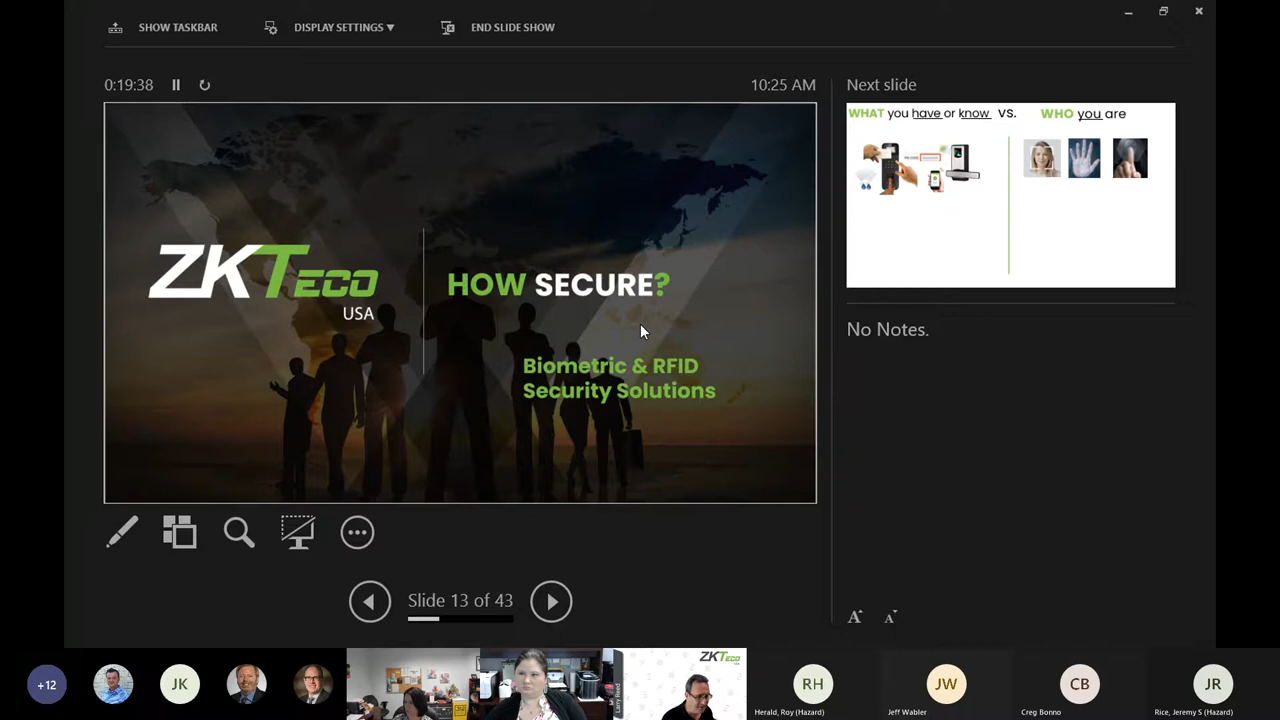 SHOW TASKBAR
DISPLAY SETTINGS ▼
END SLIDE SHOW
0:19:38
10:25 AM
Next slide
WHAT you have or know VS. WHO you are
ZKTECO
USA
HOW SECURE?
Biometric & RFID
Security Solutions
No Notes.
Slide 13 of 43
A A
+12
JK
Larry Reed
ZKTECO
RH
Herald, Roy (Hazard)
JW
Jeff Wabler
CB
Creg Bonno
JR
Rice, Jeremy S (Hazard)